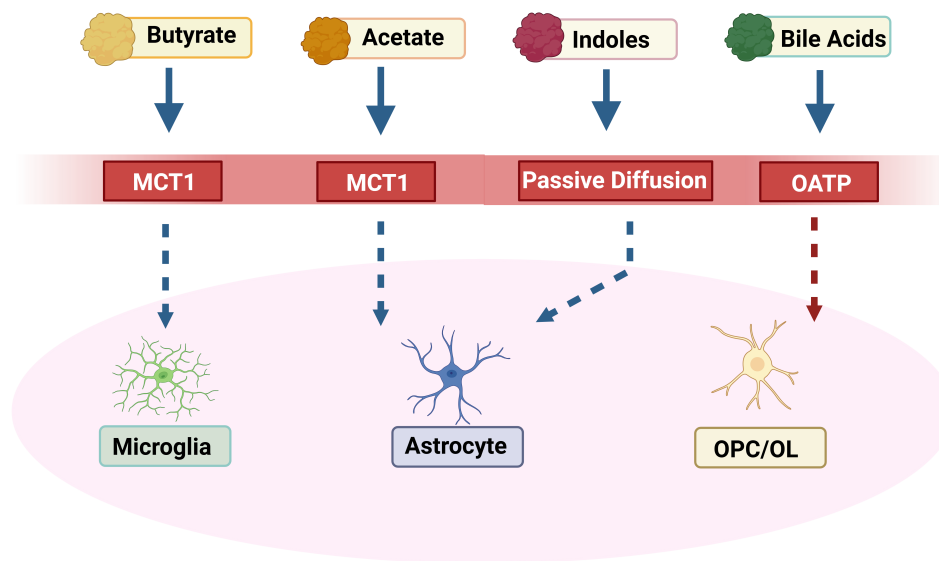 Butyrate
Acetate
Indoles
Bile Acids
MCT1
MCT1
Passive Diffusion
OATP
Microglia
Astrocyte
OPC/OL